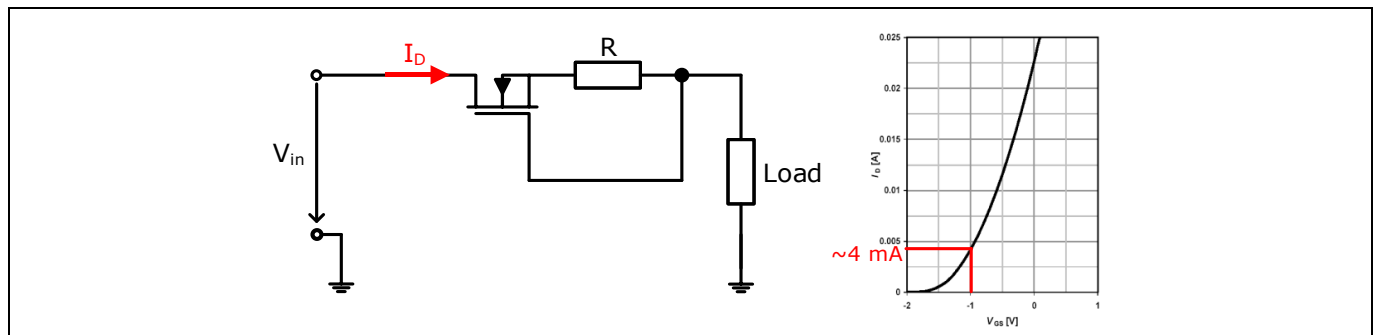 I_D
R
V_in
Load
0.025
0.02
0.015
0.01
0.005
0
I_D [A]
~4 mA
-2
-1
0
1
V_GS [V]